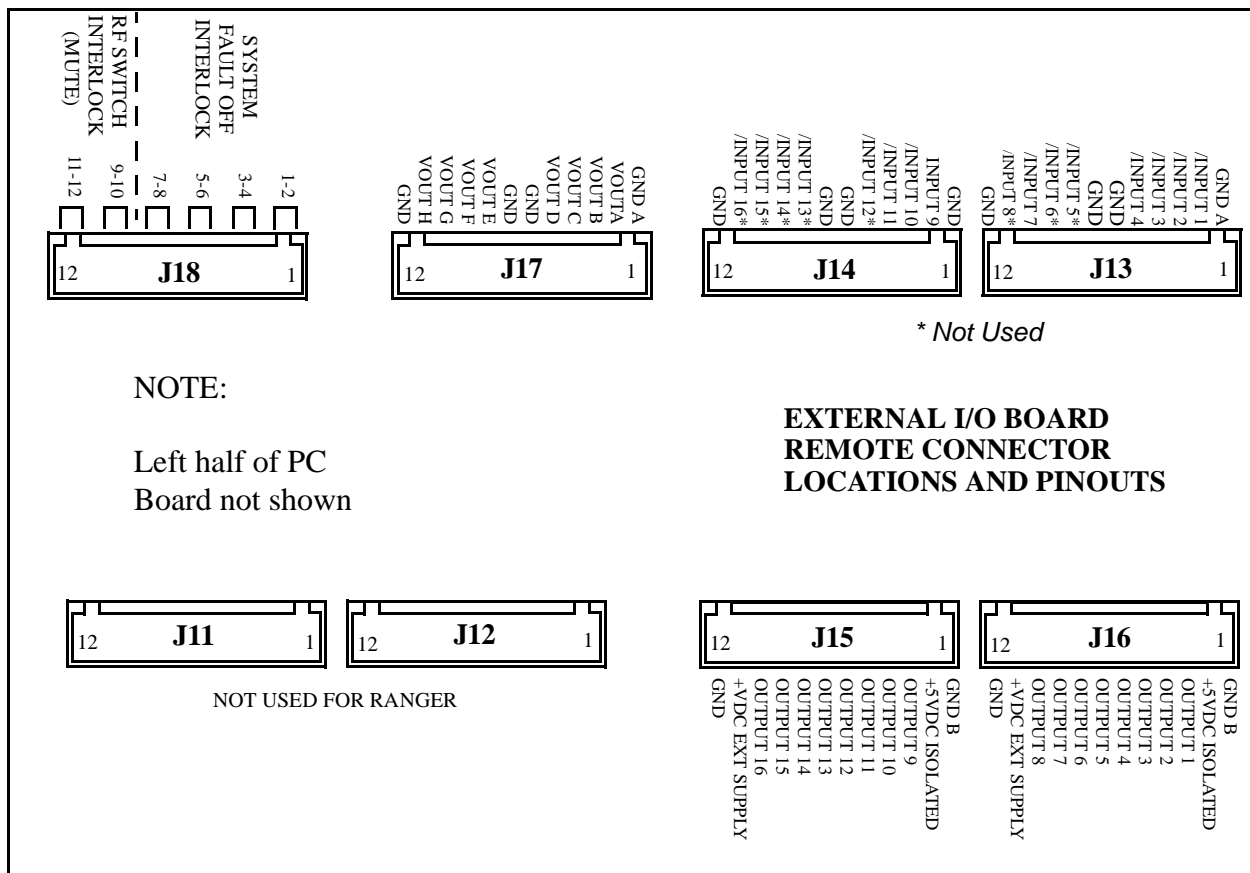 RF SWITCH
INTERLOCK
(MUTE)
SYSTEM
FAULT OFF
INTERLOCK
11-12
9-10
7-8
5-6
3-4
1-2
12
J18
1
GND
VOUT H
VOUT G
VOUT F
VOUT E
GND
GND
VOUT D
VOUT C
VOUT B
VOUTA
GND A
12
J17
1
GND
/INPUT 16*
/INPUT 15*
/INPUT 14*
/INPUT 13*
GND
GND
/INPUT 12*
/INPUT 11
/INPUT 10
INPUT 9
GND
12
J14
1
GND
/INPUT 8*
/INPUT 7
/INPUT 6*
/INPUT 5*
GND
GND
/INPUT 4
/INPUT 3
/INPUT 2
/INPUT 1
GND A
12
J13
1
* Not Used
NOTE:
Left half of PC
Board not shown
EXTERNAL I/O BOARD
REMOTE CONNECTOR
LOCATIONS AND PINOUTS
12
J11
1
12
J12
1
NOT USED FOR RANGER
12
J15
1
GND
+VDC EXT SUPPLY
OUTPUT 16
OUTPUT 15
OUTPUT 14
OUTPUT 13
OUTPUT 12
OUTPUT 11
OUTPUT 10
OUTPUT 9
+5VDC ISOLATED
GND B
12
J16
1
GND
+VDC EXT SUPPLY
OUTPUT 8
OUTPUT 7
OUTPUT 6
OUTPUT 5
OUTPUT 4
OUTPUT 3
OUTPUT 2
OUTPUT 1
+5VDC ISOLATED
GND B